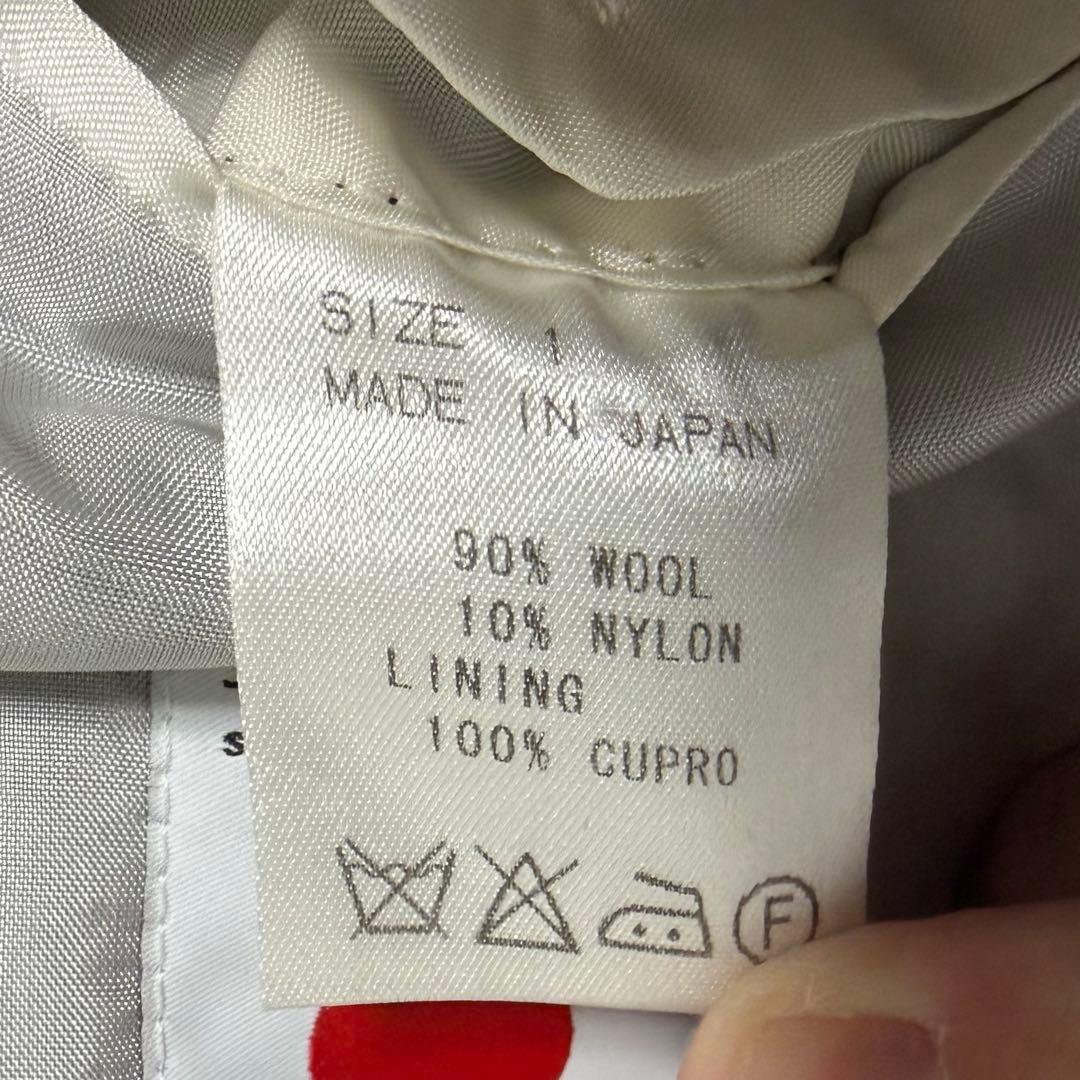 SIZE 1
MADE IN JAPAN
90% WOOL
10% NYLON
LINING
100% CUPRO
F
s